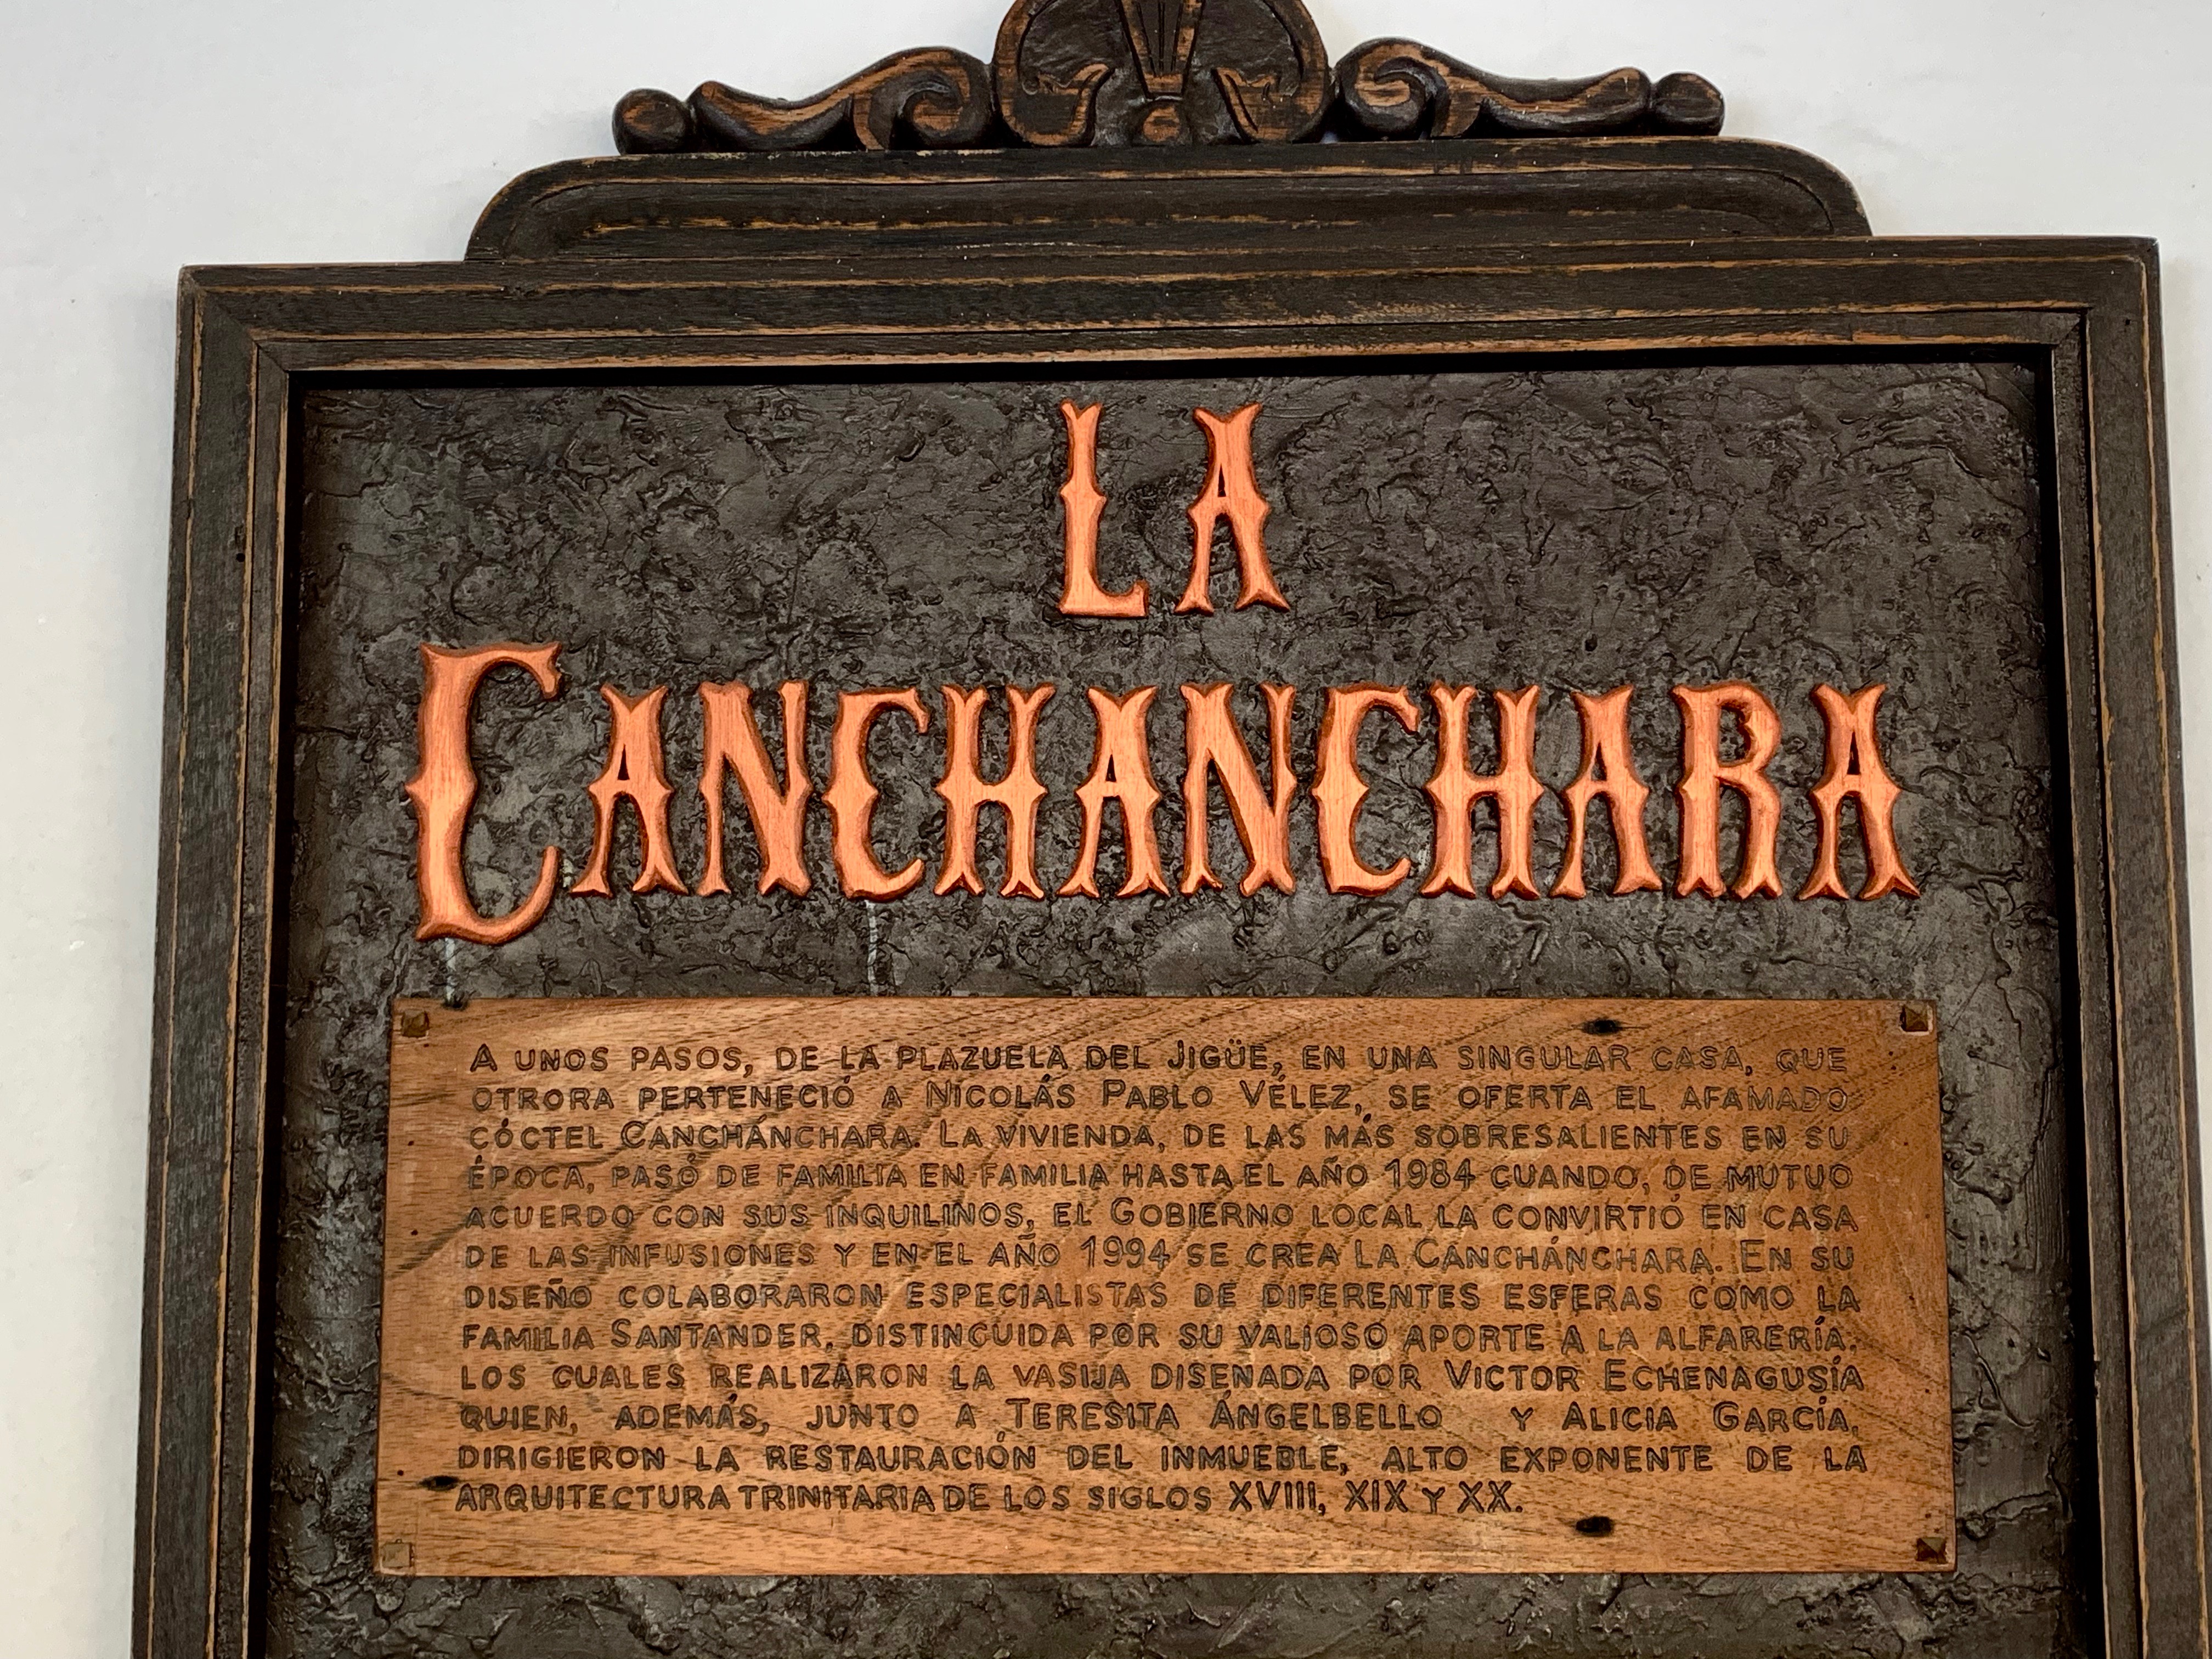 LA
CANCHANCHARA
A UNOS PASOS, DE LA PLAZUELA DEL JIGÜE, EN UNA SINGULAR CASA, QUE
OTRORA PERTENECIÓ A NICOLÁS PABLO VÉLEZ, SE OFERTA EL AFAMADO
CÓCTEL CANCHÁNCHARA. LA VIVIENDA, DE LAS MÁS SOBRESALIENTES EN SU
ÉPOCA, PASÓ DE FAMILIA EN FAMILIA HASTA EL AÑO 1984 CUANDO, DE MUTUO
ACUERDO CON SUS INQUILINOS, EL GOBIERNO LOCAL LA CONVIRTIÓ EN CASA
DE LAS INFUSIONES Y EN EL AÑO 1994 SE CREA LA CANCHÁNCHARA. EN SU
DISEÑO COLABORARON ESPECIALISTAS DE DIFERENTES ESFERAS COMO LA
FAMILIA SANTANDER, DISTINGUIDA POR SU VALIOSO APORTE A LA ALFARERÍA,
LOS CUALES REALIZARON LA VASIJA DISENADA POR VICTOR ECHENAGUSÍA
QUIEN, ADEMÁS, JUNTO A TERESITA ÁNGELBELLO Y ALICIA GARCÍA,
DIRIGIERON LA RESTAURACIÓN DEL INMUEBLE, ALTO EXPONENTE DE LA
ARQUITECTURA TRINITARIA DE LOS SIGLOS XVIII, XIX Y XX.